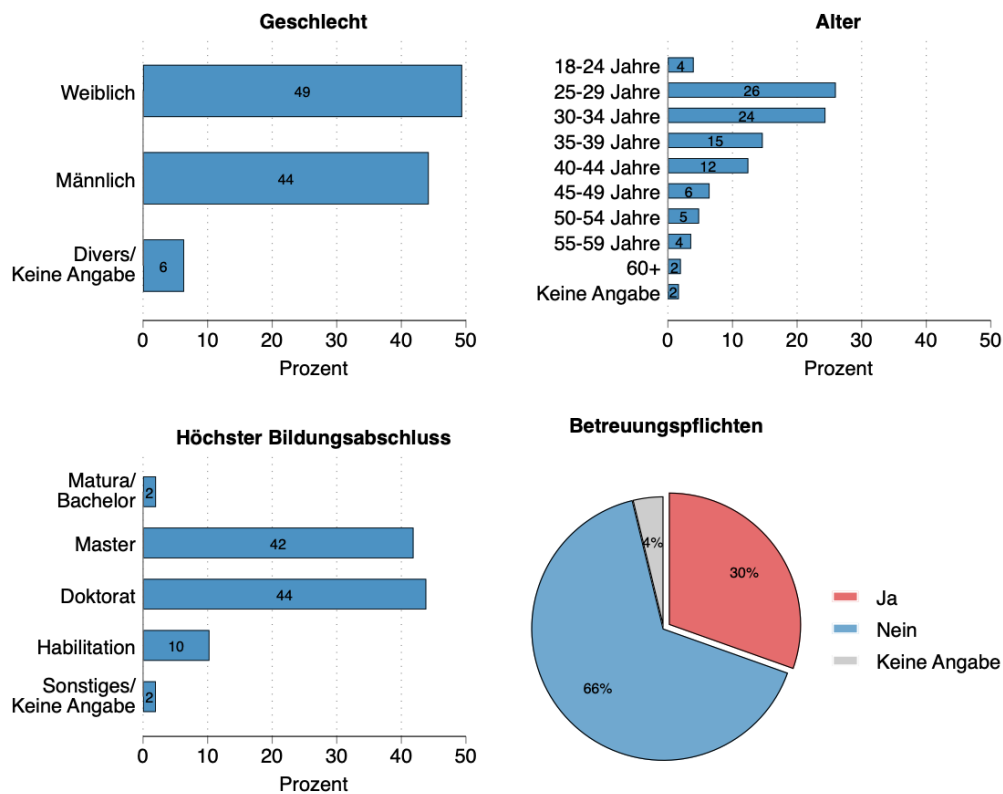 Geschlecht
Weiblich
49
Männlich
44
Divers/
Keine Angabe
6
0 10 20 30 40 50
Prozent
Alter
18-24 Jahre
4
25-29 Jahre
26
30-34 Jahre
24
35-39 Jahre
15
40-44 Jahre
12
45-49 Jahre
6
50-54 Jahre
5
55-59 Jahre
4
60+
2
Keine Angabe
2
0 10 20 30 40 50
Prozent
Höchster Bildungsabschluss
Matura/
Bachelor
2
Master
42
Doktorat
44
Habilitation
10
Sonstiges/
Keine Angabe
2
0 10 20 30 40 50
Prozent
Betreuungspflichten
4%
30%
66%
Ja
Nein
Keine Angabe